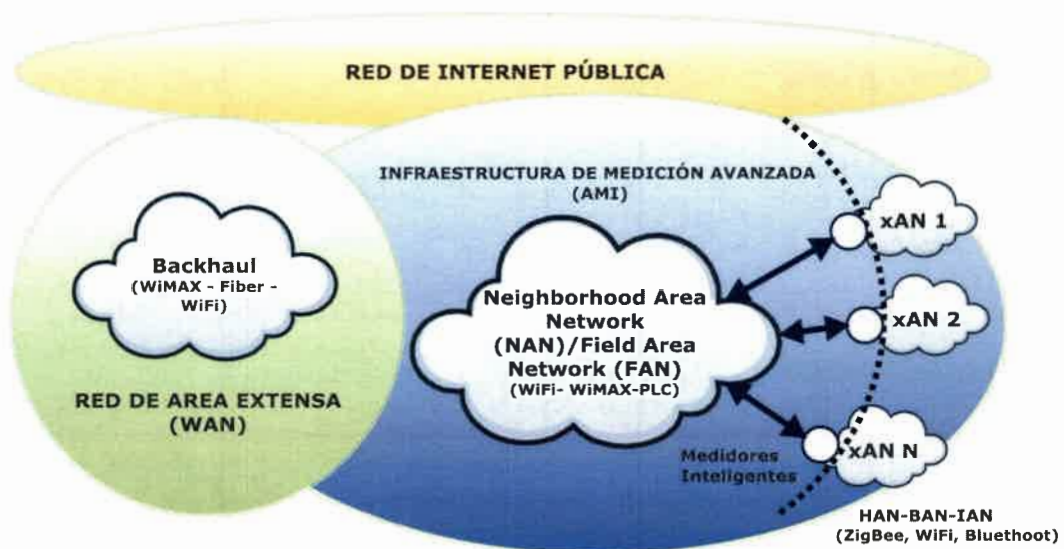 RED DE INTERNET PÚBLICA
INFRAESTRUCTURA DE MEDICIÓN AVANZADA
(AMI)
Backhaul
(WiMAX - Fiber -
WiFi)
RED DE AREA EXTENSA
(WAN)
Neighborhood Area
Network
(NAN)/Field Area
Network (FAN)
(WiFi- WiMAX-PLC)
xAN 1
xAN 2
xAN N
Medidores
Inteligentes
HAN-BAN-IAN
(ZigBee, WiFi, Bluethoot)